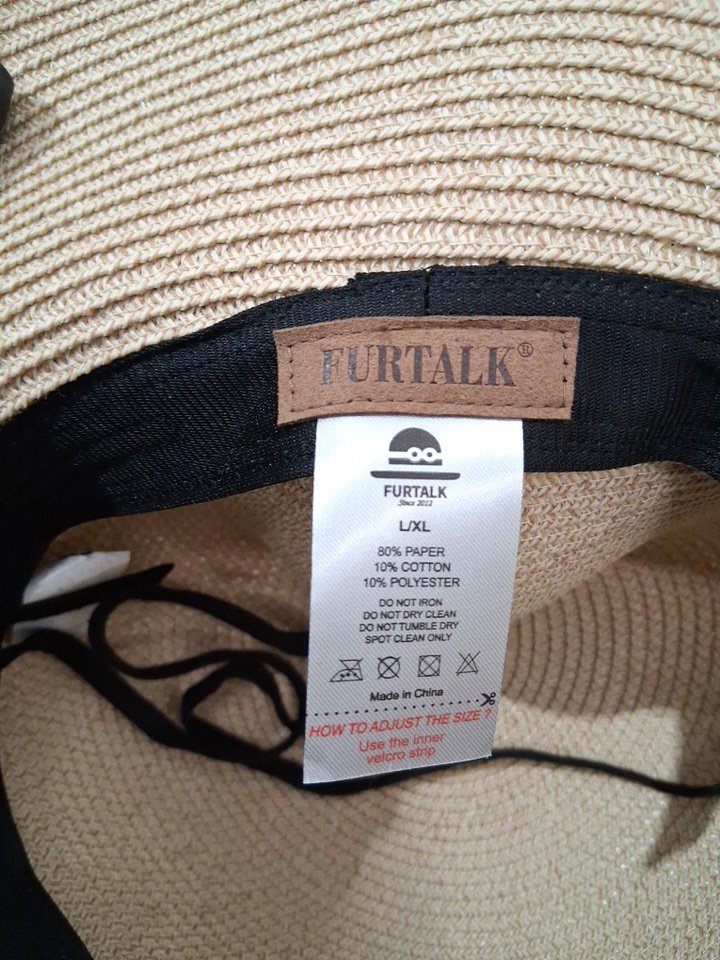 FURTALK®
FURTALK
Since 2012
L/XL
80% PAPER
10% COTTON
10% POLYESTER
DO NOT IRON
DO NOT DRY CLEAN
DO NOT TUMBLE DRY
SPOT CLEAN ONLY
Made in China
HOW TO ADJUST THE SIZE ?
Use the inner
velcro strip